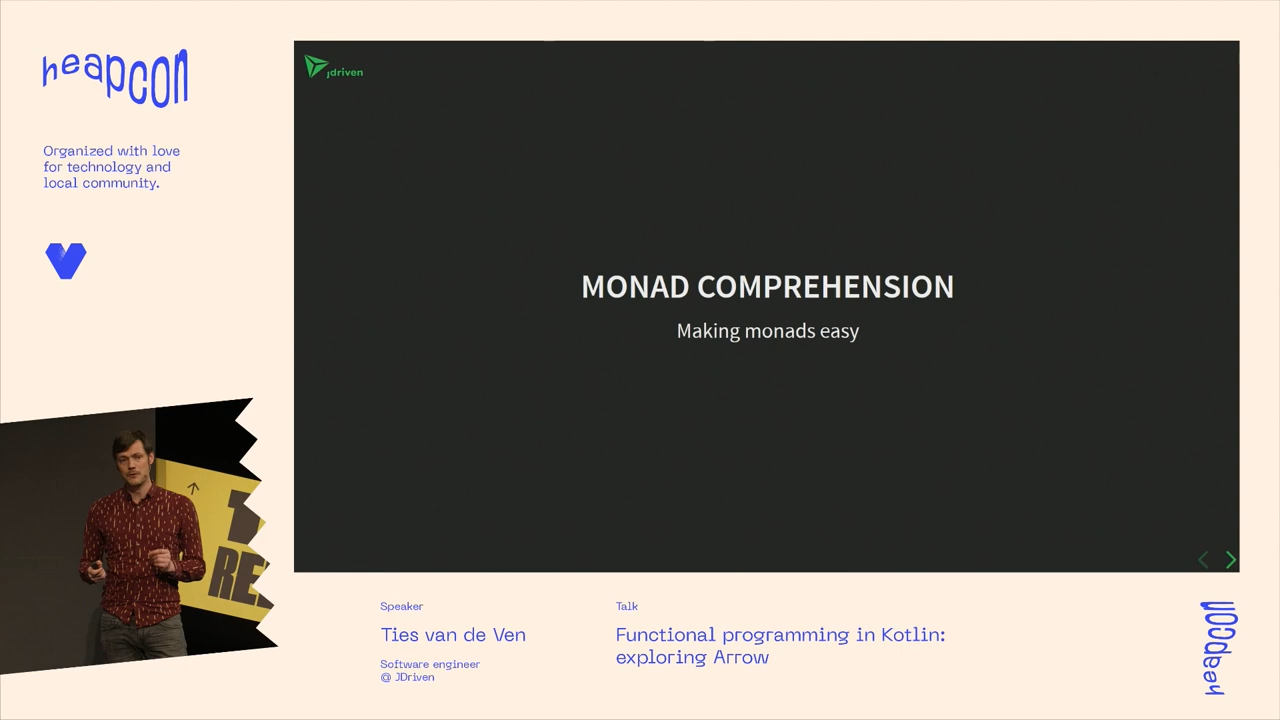 heapcon
Organized with love
for technology and
local community.
Jdriven
MONAD COMPREHENSION
Making monads easy
Speaker
Ties van de Ven
Software engineer
@ JDriven
Talk
Functional programming in Kotlin:
exploring Arrow
heapcon